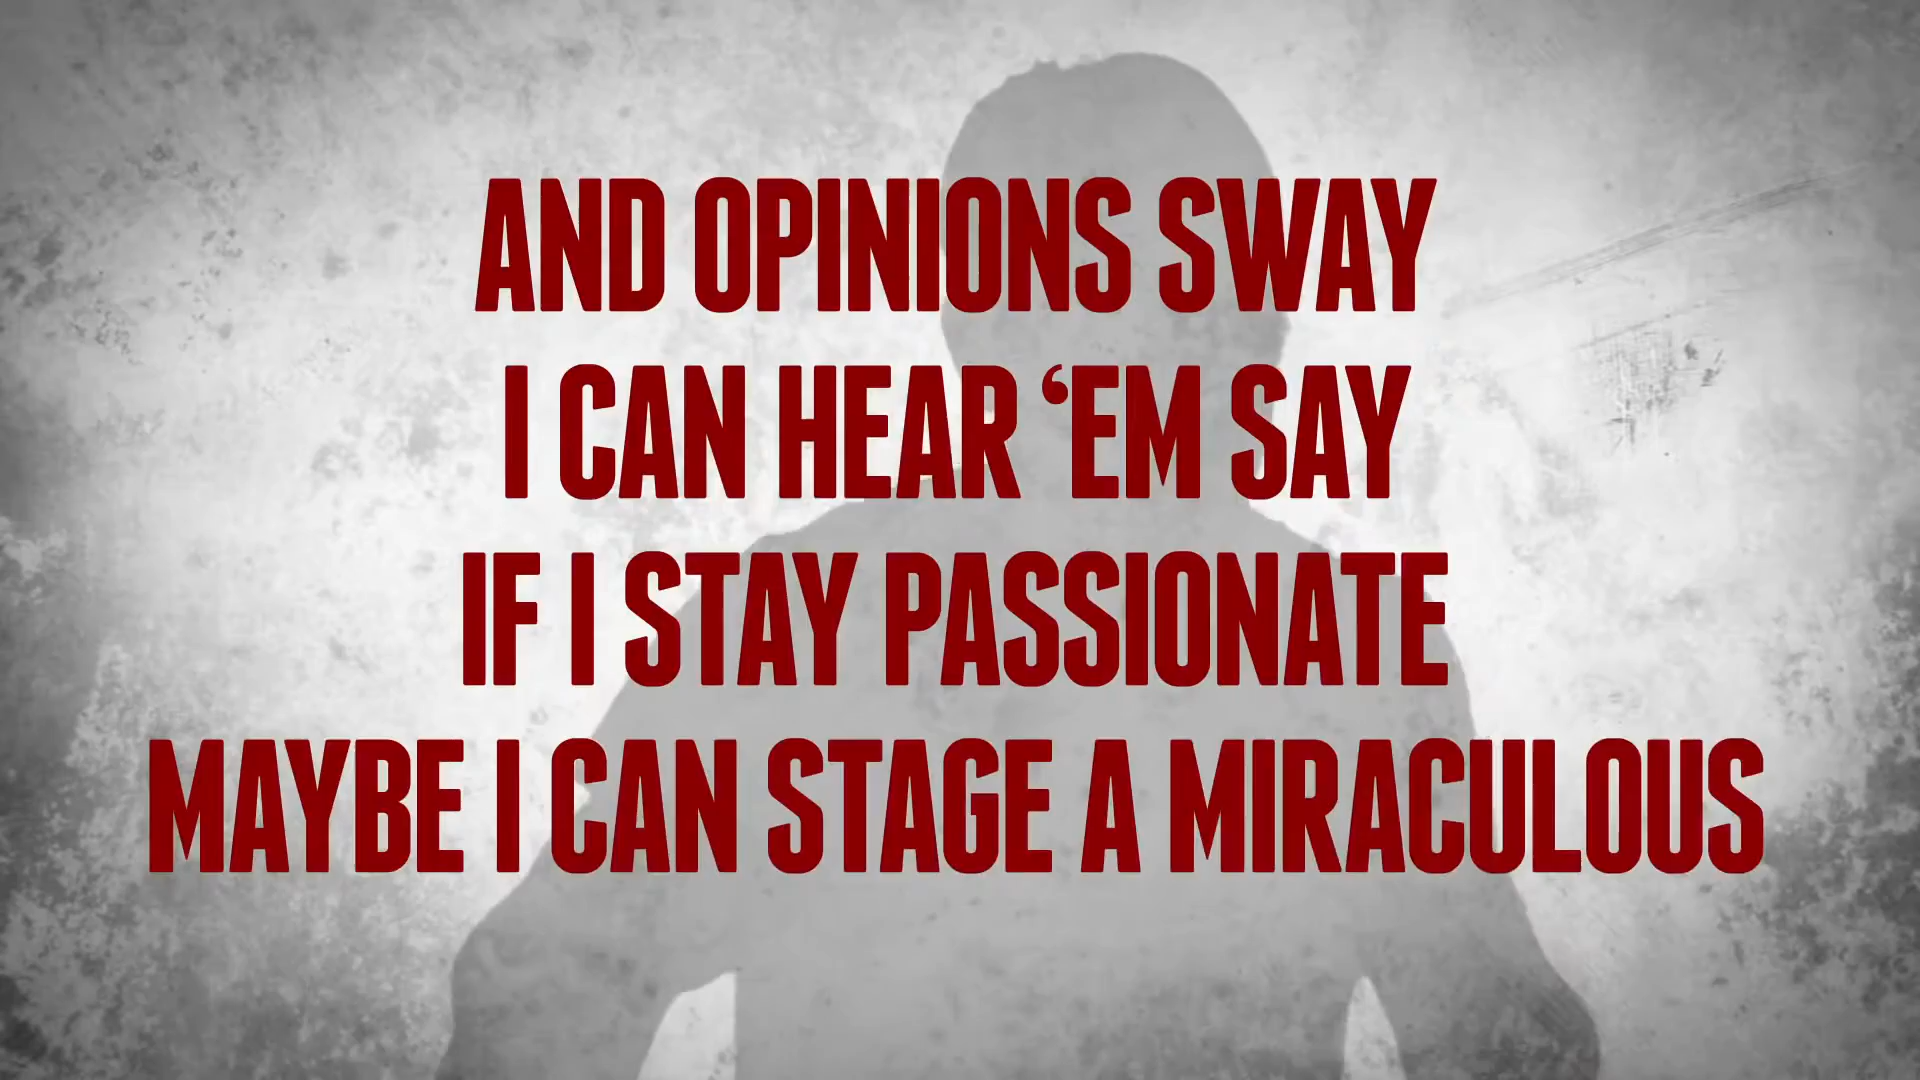 AND OPINIONS SWAY
I CAN HEAR ‘EM SAY
IF I STAY PASSIONATE
MAYBE I CAN STAGE A MIRACULOUS